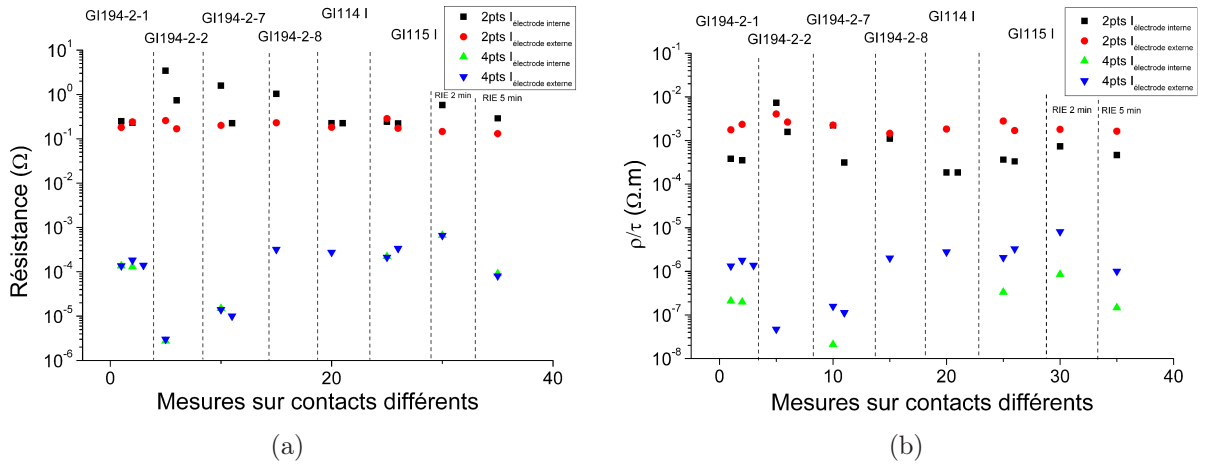 GI194-2-1
GI194-2-2
GI194-2-7
GI194-2-8
GI114 I
GI115 I
2pts I électrode interne
2pts I électrode externe
4pts I électrode interne
4pts I électrode externe
RIE 2 min
RIE 5 min
10^1
10^0
10^-1
10^-2
10^-3
10^-4
10^-5
10^-6
Résistance (Ω)
0
20
40
Mesures sur contacts différents
(a)
GI194-2-1
GI194-2-2
GI194-2-7
GI194-2-8
GI114 I
GI115 I
2pts I électrode interne
2pts I électrode externe
4pts I électrode interne
4pts I électrode externe
RIE 2 min
RIE 5 min
10^-1
10^-2
10^-3
10^-4
10^-5
10^-6
10^-7
10^-8
ρ/τ (Ω.m)
0
10
20
30
40
Mesures sur contacts différents
(b)